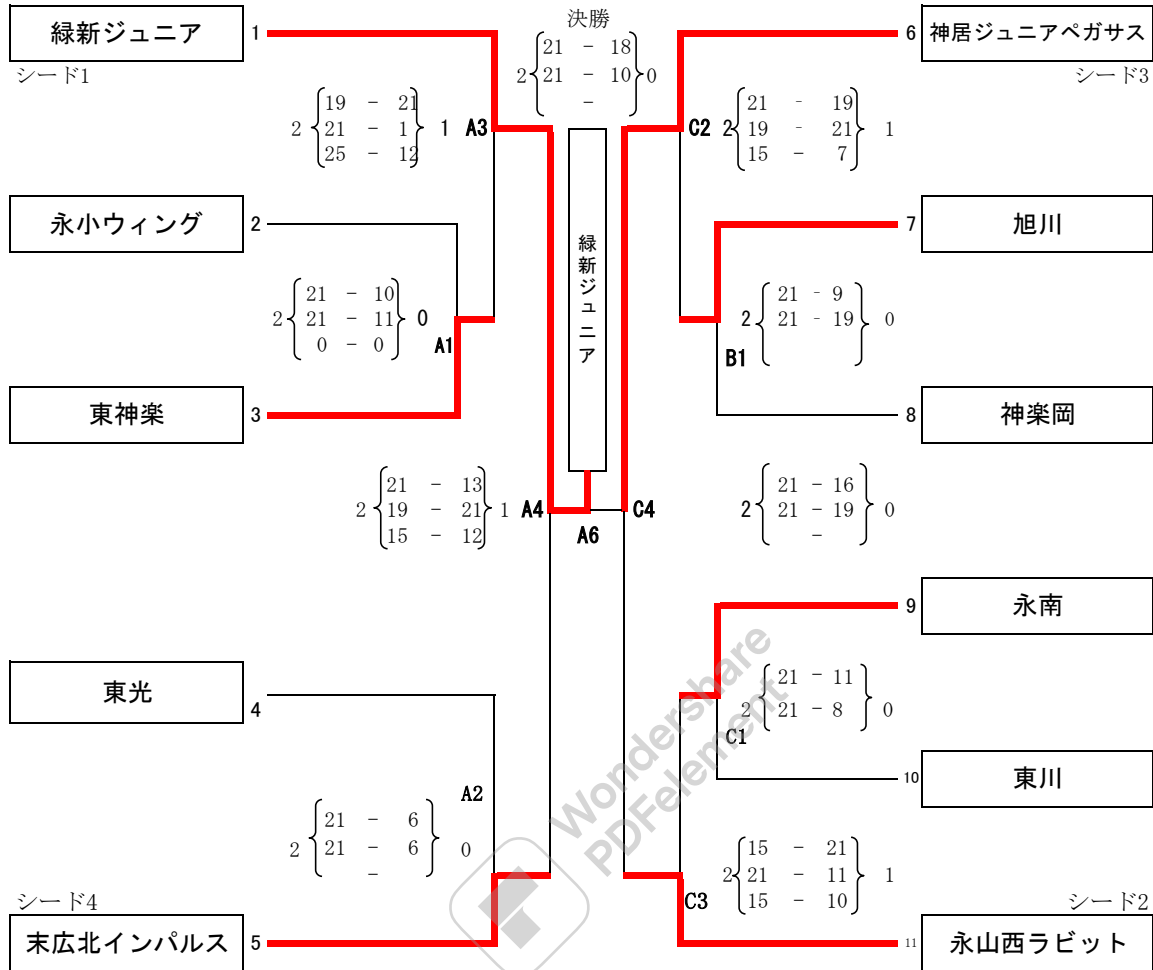 決勝
緑新ジュニア 1
シード1
21 - 18
2 21 - 10 0
-
6 神居ジュニアペガサス
シード3
19 - 21
2 21 - 1 1 A3
25 - 12
21 - 19
C2 2 19 - 21 1
15 - 7
永小ウィング 2
7 旭川
緑新ジュニア
21 - 10
2 21 - 11 0
0 - 0
A1
21 - 9
2 21 - 19 0
B1
東神楽 3
8 神楽岡
21 - 13
2 19 - 21 1 A4
15 - 12
A6
C4
21 - 16
2 21 - 19 0
-
9 永南
東光 4
21 - 11
2 21 - 8 0
C1
10 東川
A2
21 - 6
2 21 - 6 0
-
15 - 21
2 21 - 11 1
15 - 10
C3
シード4
末広北インパルス 5
シード2
11 永山西ラビット
Wondershare
PDFelement